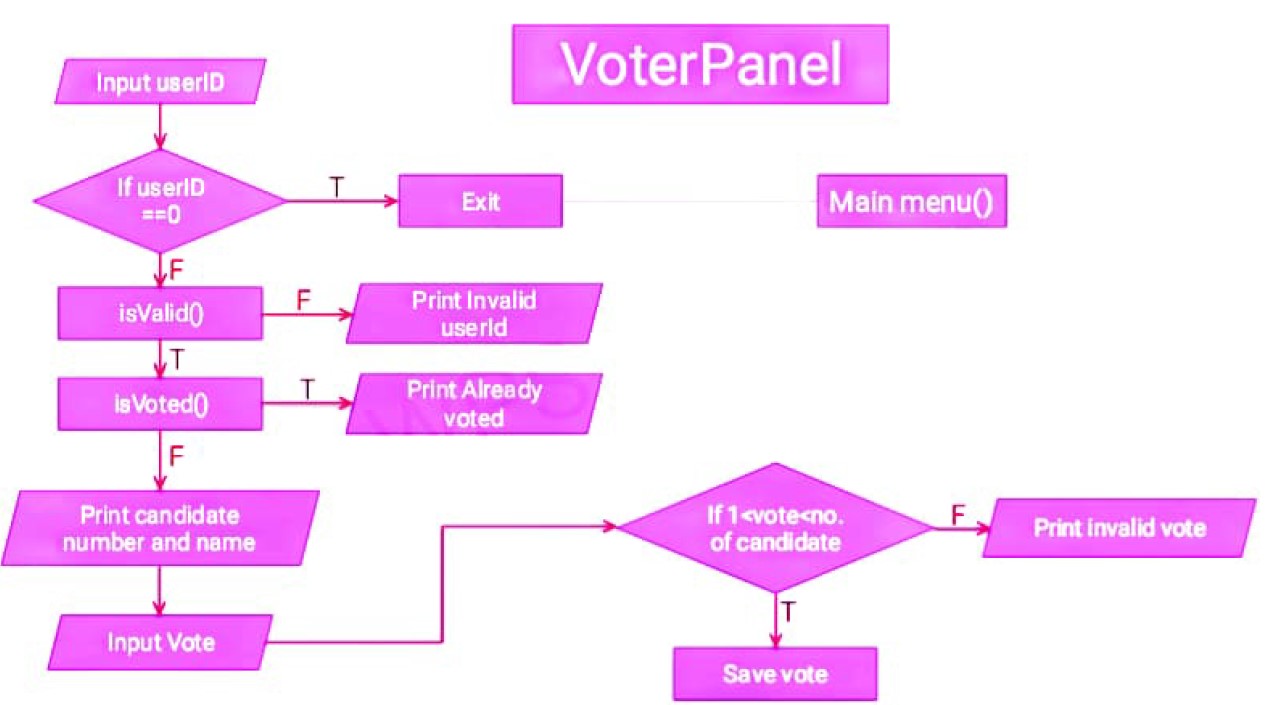 VoterPanel
Input userID
If userID
==0
T
Exit
Main menu()
F
isValid()
F
Print Invalid
userId
T
isVoted()
T
Print Already
voted
F
Print candidate
number and name
Input Vote
If 1<vote<no.
of candidate
F
Print invalid vote
T
Save vote